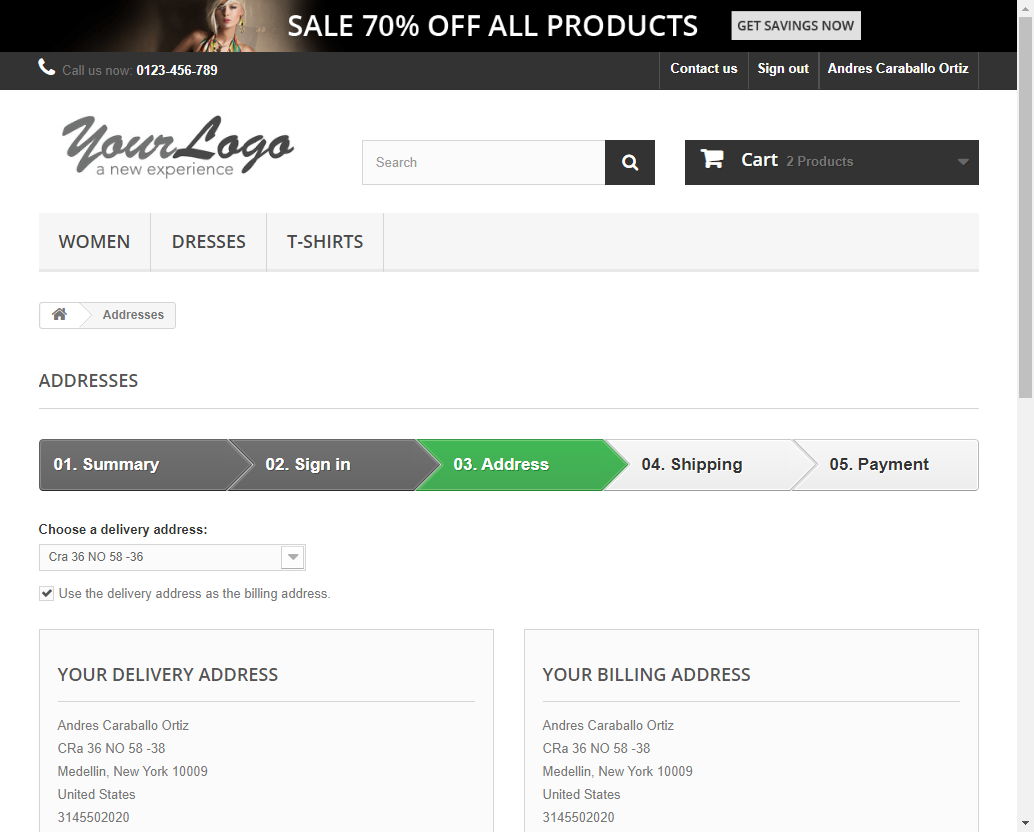 SALE 70% OFF ALL PRODUCTS GET SAVINGS NOW
Call us now: 0123-456-789 Contact us Sign out Andres Caraballo Ortiz
YourLogo
a new experience
Search
Cart 2 Products
WOMEN DRESSES T-SHIRTS
Addresses
ADDRESSES
01. Summary 02. Sign in 03. Address 04. Shipping 05. Payment
Choose a delivery address:
Cra 36 NO 58 -36
Use the delivery address as the billing address.
YOUR DELIVERY ADDRESS
Andres Caraballo Ortiz
CRa 36 NO 58 -38
Medellin, New York 10009
United States
3145502020
YOUR BILLING ADDRESS
Andres Caraballo Ortiz
CRa 36 NO 58 -38
Medellin, New York 10009
United States
3145502020